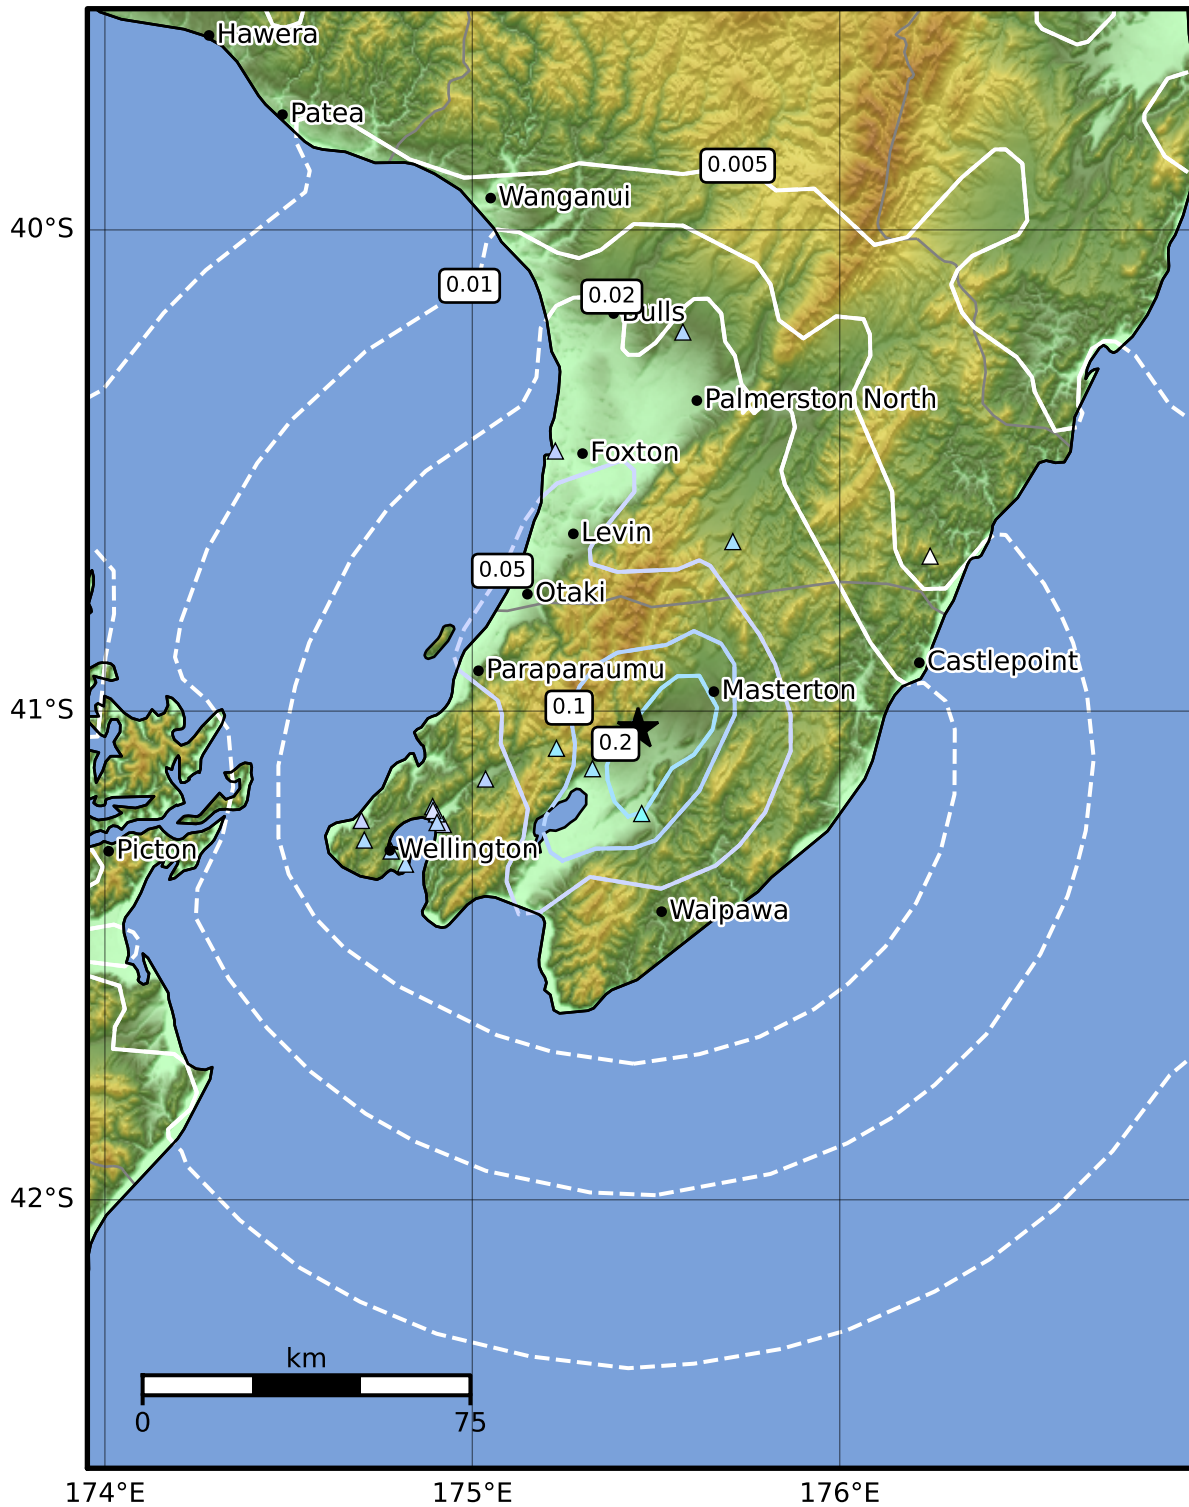 Hawera
Patea
0.005
Wanganui
40°S
0.01
0.02
Bulls
Palmerston North
Foxton
Levin
0.05
Otaki
Castlepoint
Paraparaumu
Masterton
0.1
41°S
0.2
Picton
Wellington
Waipawa
42°S
km
0
75
174°E
175°E
176°E